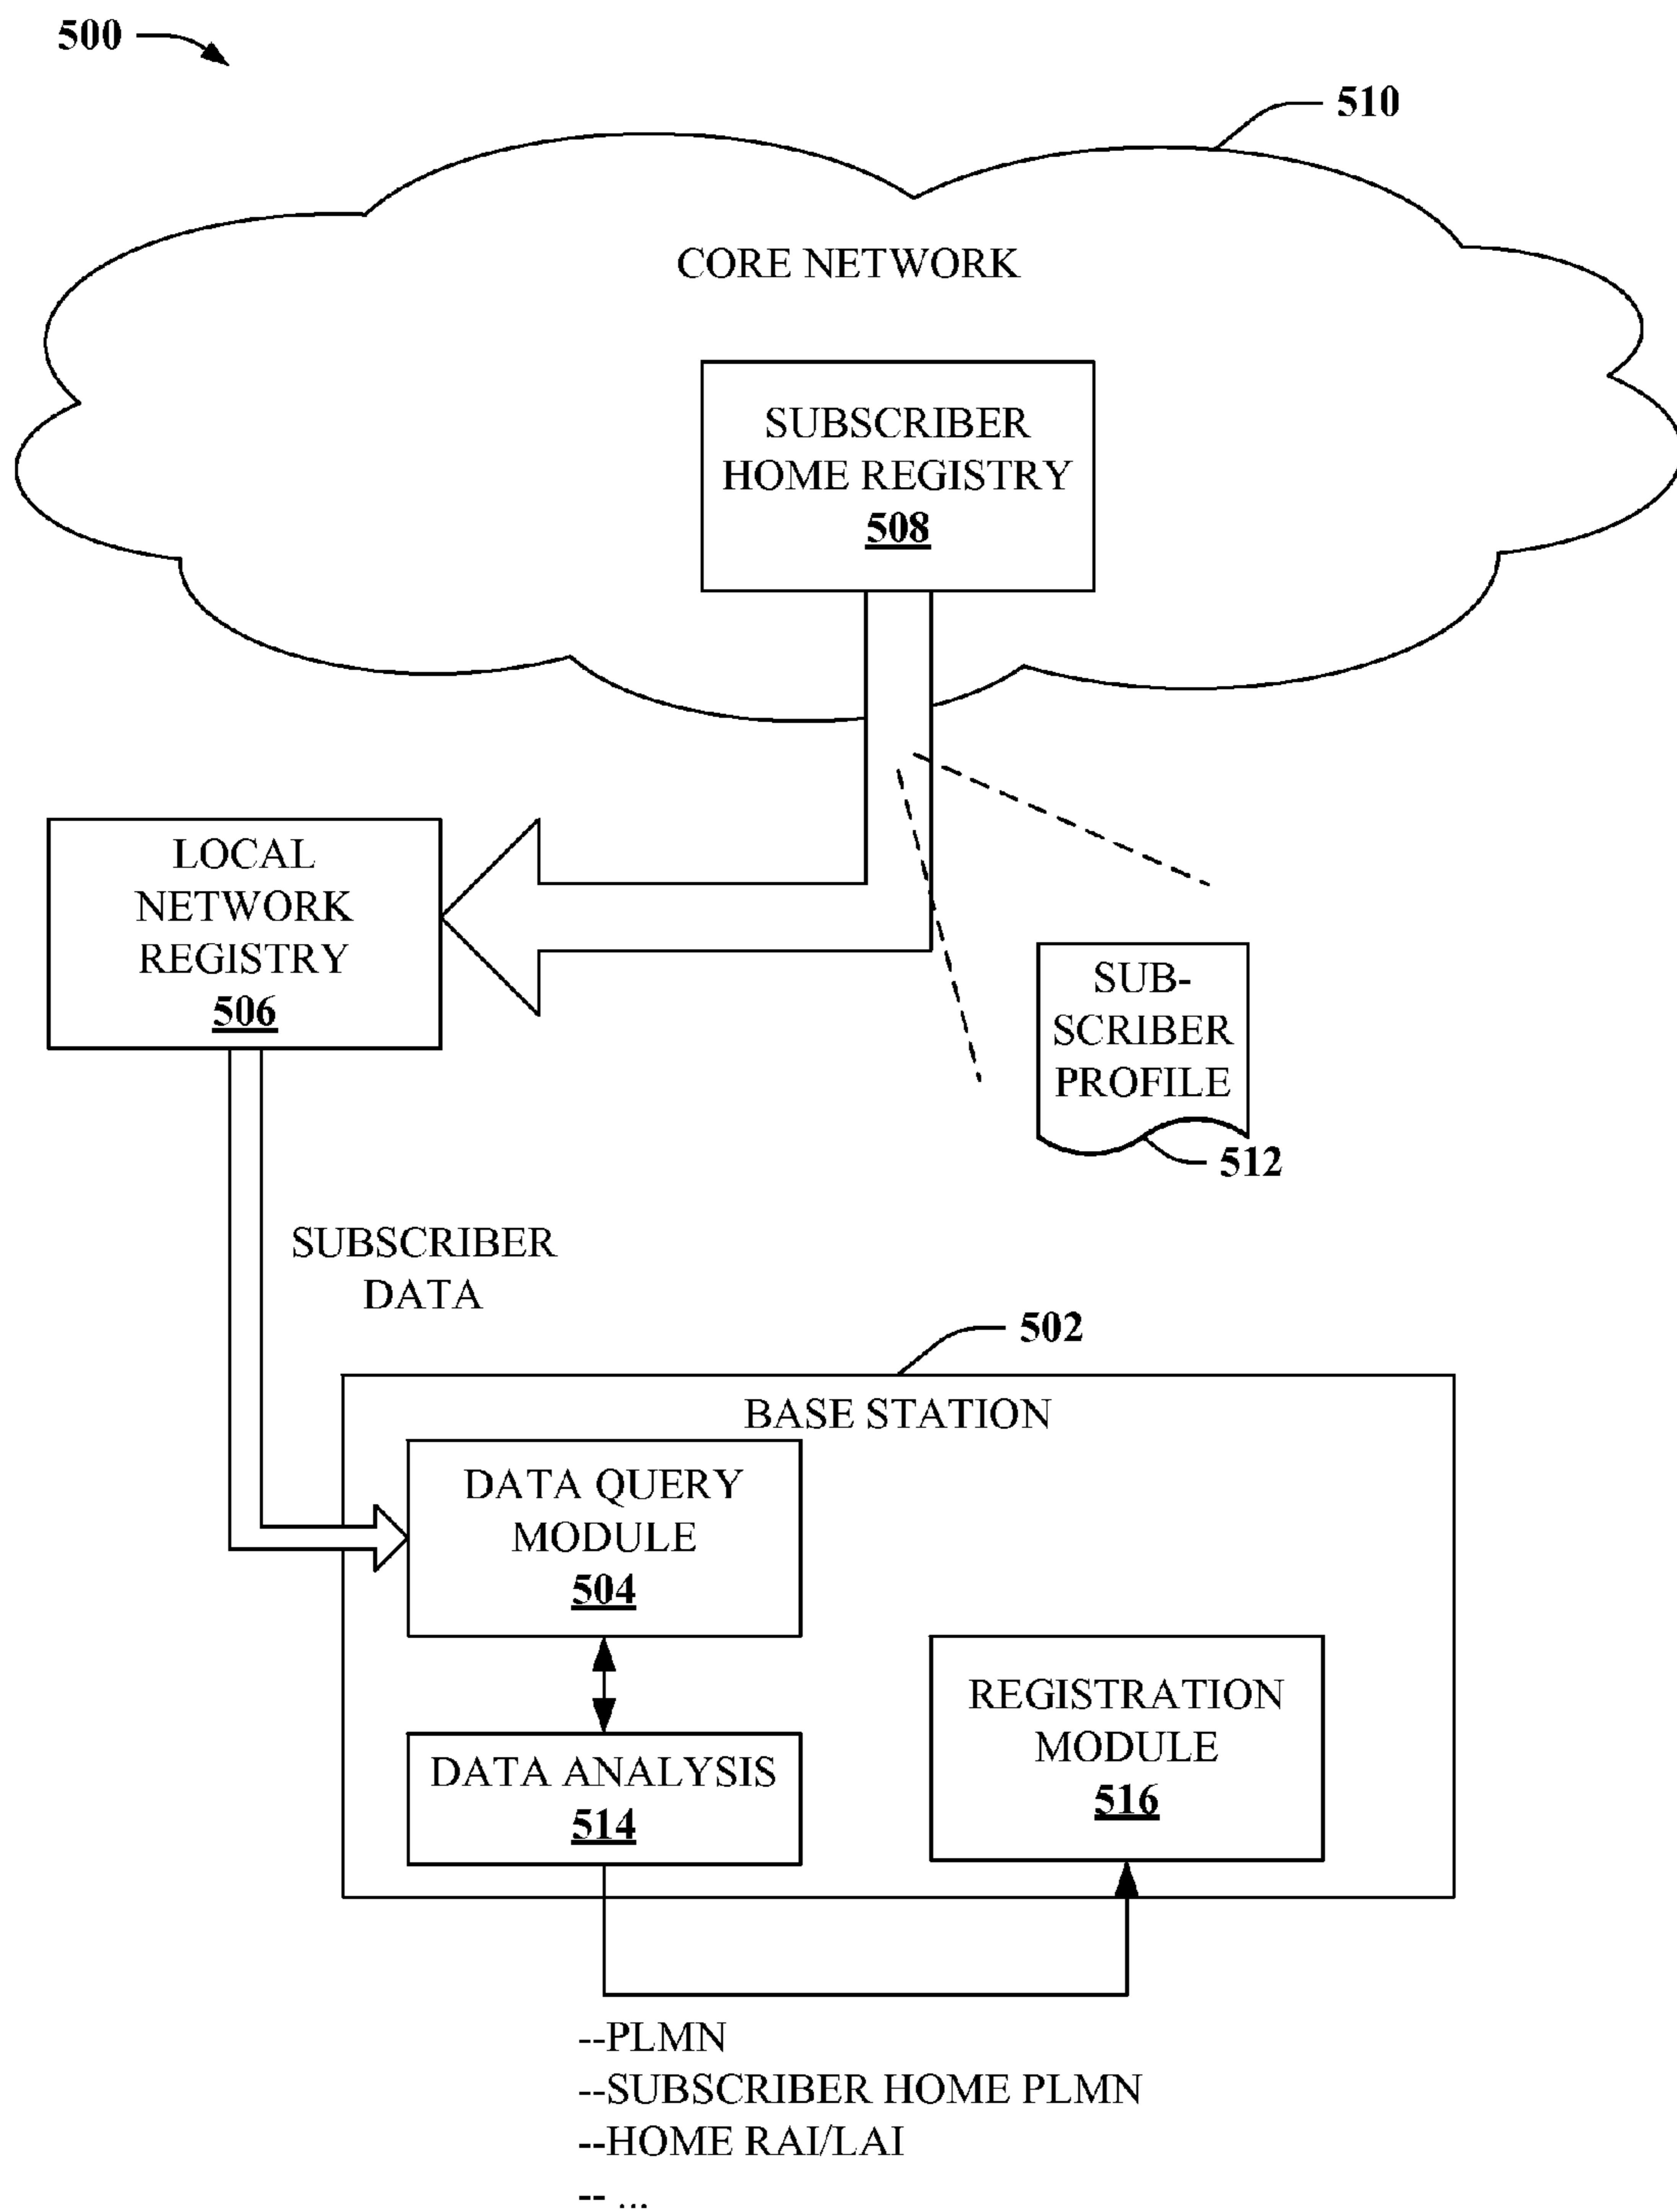 500
510
CORE NETWORK
SUBSCRIBER
HOME REGISTRY
508
LOCAL
NETWORK
REGISTRY
506
SUB-
SCRIBER
PROFILE
512
SUBSCRIBER
DATA
502
BASE STATION
DATA QUERY
MODULE
504
DATA ANALYSIS
514
REGISTRATION
MODULE
516
--PLMN
--SUBSCRIBER HOME PLMN
--HOME RAI/LAI
-- ...